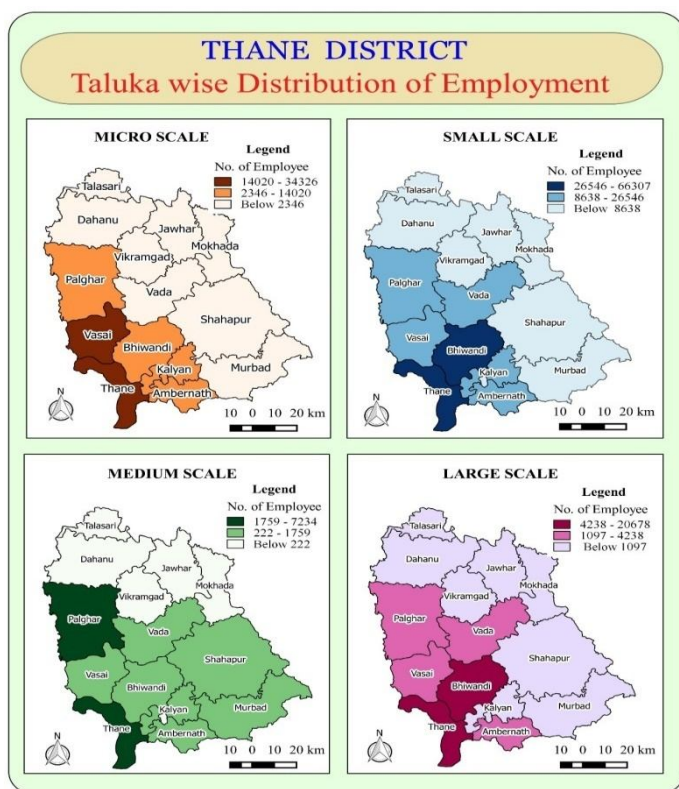 THANE DISTRICT
Taluka wise Distribution of Employment
MICRO SCALE
Legend
No. of Employee
14020 - 34326
2346 - 14020
Below 2346
Talasari
Dahanu
Jawhar
Mokhada
Vikramgad
Palghar
Vada
Shahapur
Vasai
Bhiwandi
Kalyan
Murbad
Thane
Ambernath
N
10 0 10 20 km
SMALL SCALE
Legend
No. of Employee
26546 - 66307
8638 - 26546
Below 8638
Talasari
Dahanu
Jawhar
Mokhada
Vikramgad
Palghar
Vada
Shahapur
Vasai
Bhiwandi
Kalyan
Murbad
Thane
Ambernath
N
10 0 10 20 km
MEDIUM SCALE
Legend
No. of Employee
1759 - 7234
222 - 1759
Below 222
Talasari
Dahanu
Jawhar
Mokhada
Vikramgad
Palghar
Vada
Shahapur
Vasai
Bhiwandi
Kalyan
Murbad
Thane
Ambernath
N
10 0 10 20 km
LARGE SCALE
Legend
No. of Employee
4238 - 20678
1097 - 4238
Below 1097
Talasari
Dahanu
Jawhar
Mokhada
Vikramgad
Palghar
Vada
Shahapur
Vasai
Bhiwandi
Kalyan
Murbad
Thane
Ambernath
N
10 0 10 20 km